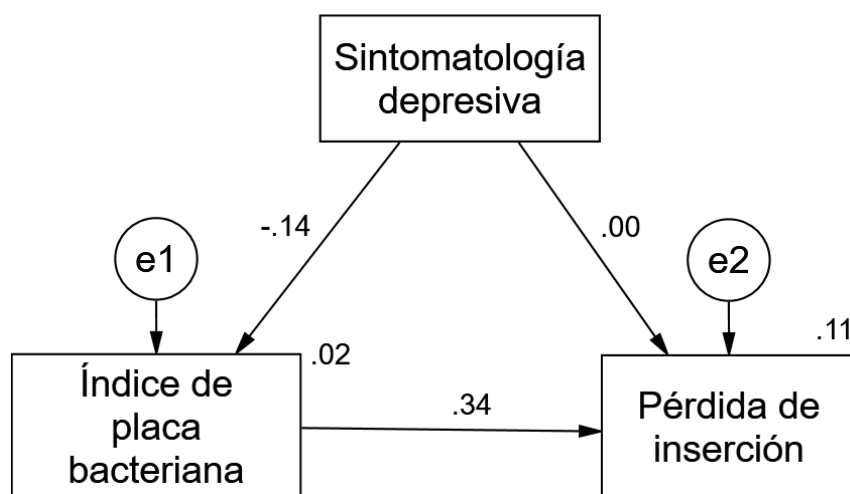 Sintomatología
depresiva
-.14
.00
e1
e2
.02
.11
Índice de
placa
bacteriana
.34
Pérdida de
inserción